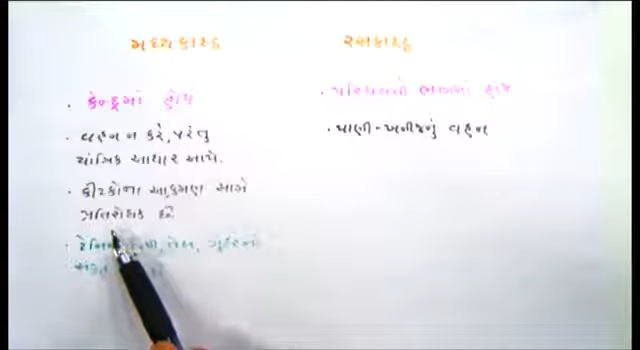 મધ્યકાષ્ઠ
રસકાષ્ઠ
• કેન્દ્રમાં હોય
• પરિઘવર્તી ભાગમાં હોય
• વહન ન કરે, પરંતુ
યાંત્રિક આધાર આપે.
• પાણી-ખનીજનું વહન
• કીટકોના આક્રમણ સામે
પ્રતિરોધક છે
તેલ, ગુંદરની